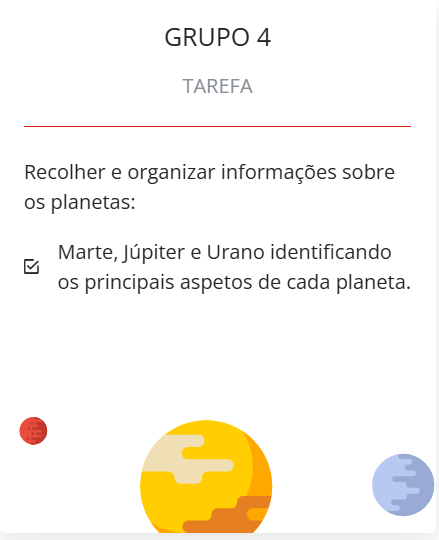 GRUPO 4
TAREFA
Recolher e organizar informações sobre
os planetas:
Marte, Júpiter e Urano identificando
os principais aspetos de cada planeta.